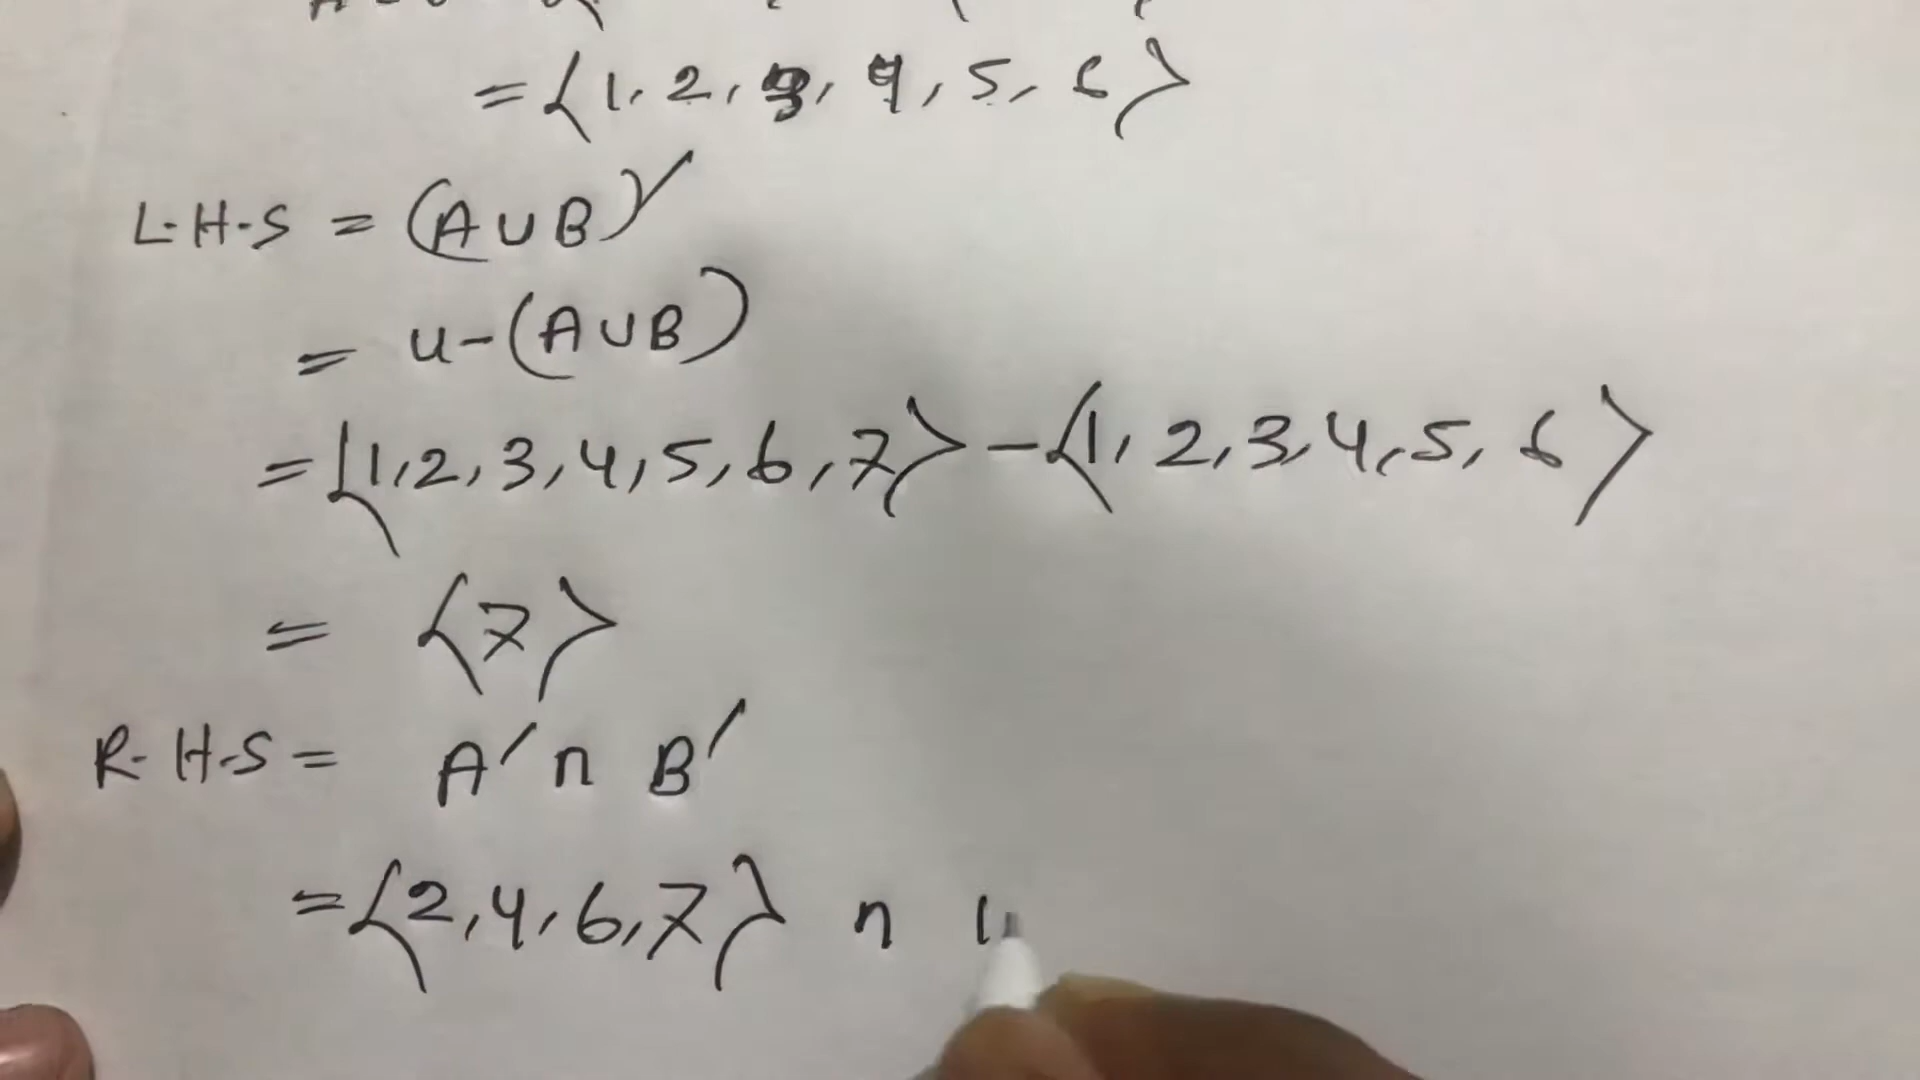 = {1, 2, 3, 4, 5, 6}
L.H.S = (A∪B)′
= U-(A∪B)
= {1,2,3,4,5,6,7} - {1, 2, 3, 4, 5, 6}
= {7}
R.H.S = A′ ∩ B′
= {2,4,6,7} ∩